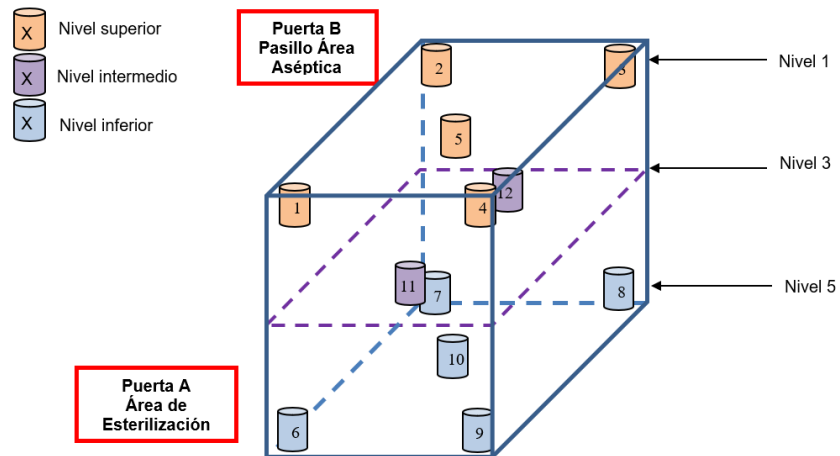 X Nivel superior
X Nivel intermedio
X Nivel inferior
Puerta B
Pasillo Área
Aséptica
2
3
Nivel 1
5
Nivel 3
12
1
4
11
7
8
Nivel 5
10
Puerta A
Área de
Esterilización
6
9